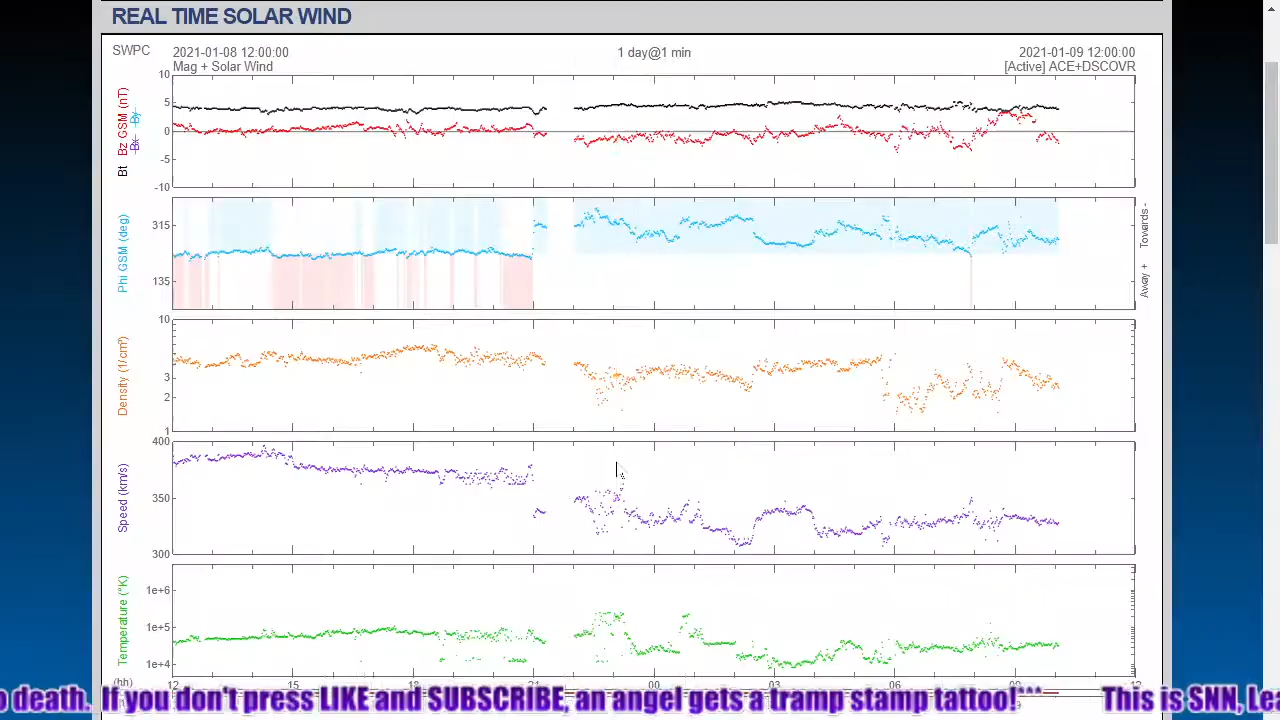 REAL TIME SOLAR WIND
SWPC
2021-01-08 12:00:00
1 day@1 min
2021-01-09 12:00:00
Mag + Solar Wind
[Active] ACE+DSCOVR
Bt Bz GSM (nT)
Bx By
10
5
0
-5
-10
Phi GSM (deg)
315
135
Away + Towards -
Density (1/cm³)
10
3
2
1
Speed (km/s)
400
350
300
Temperature (°K)
1e+6
1e+5
1e+4
(hh) 12 15 18 21 00 03 06 09 12
o death. If you don't press LIKE and SUBSCRIBE, an angel gets a tramp stamp tattoo!*** This is SNN, Lea